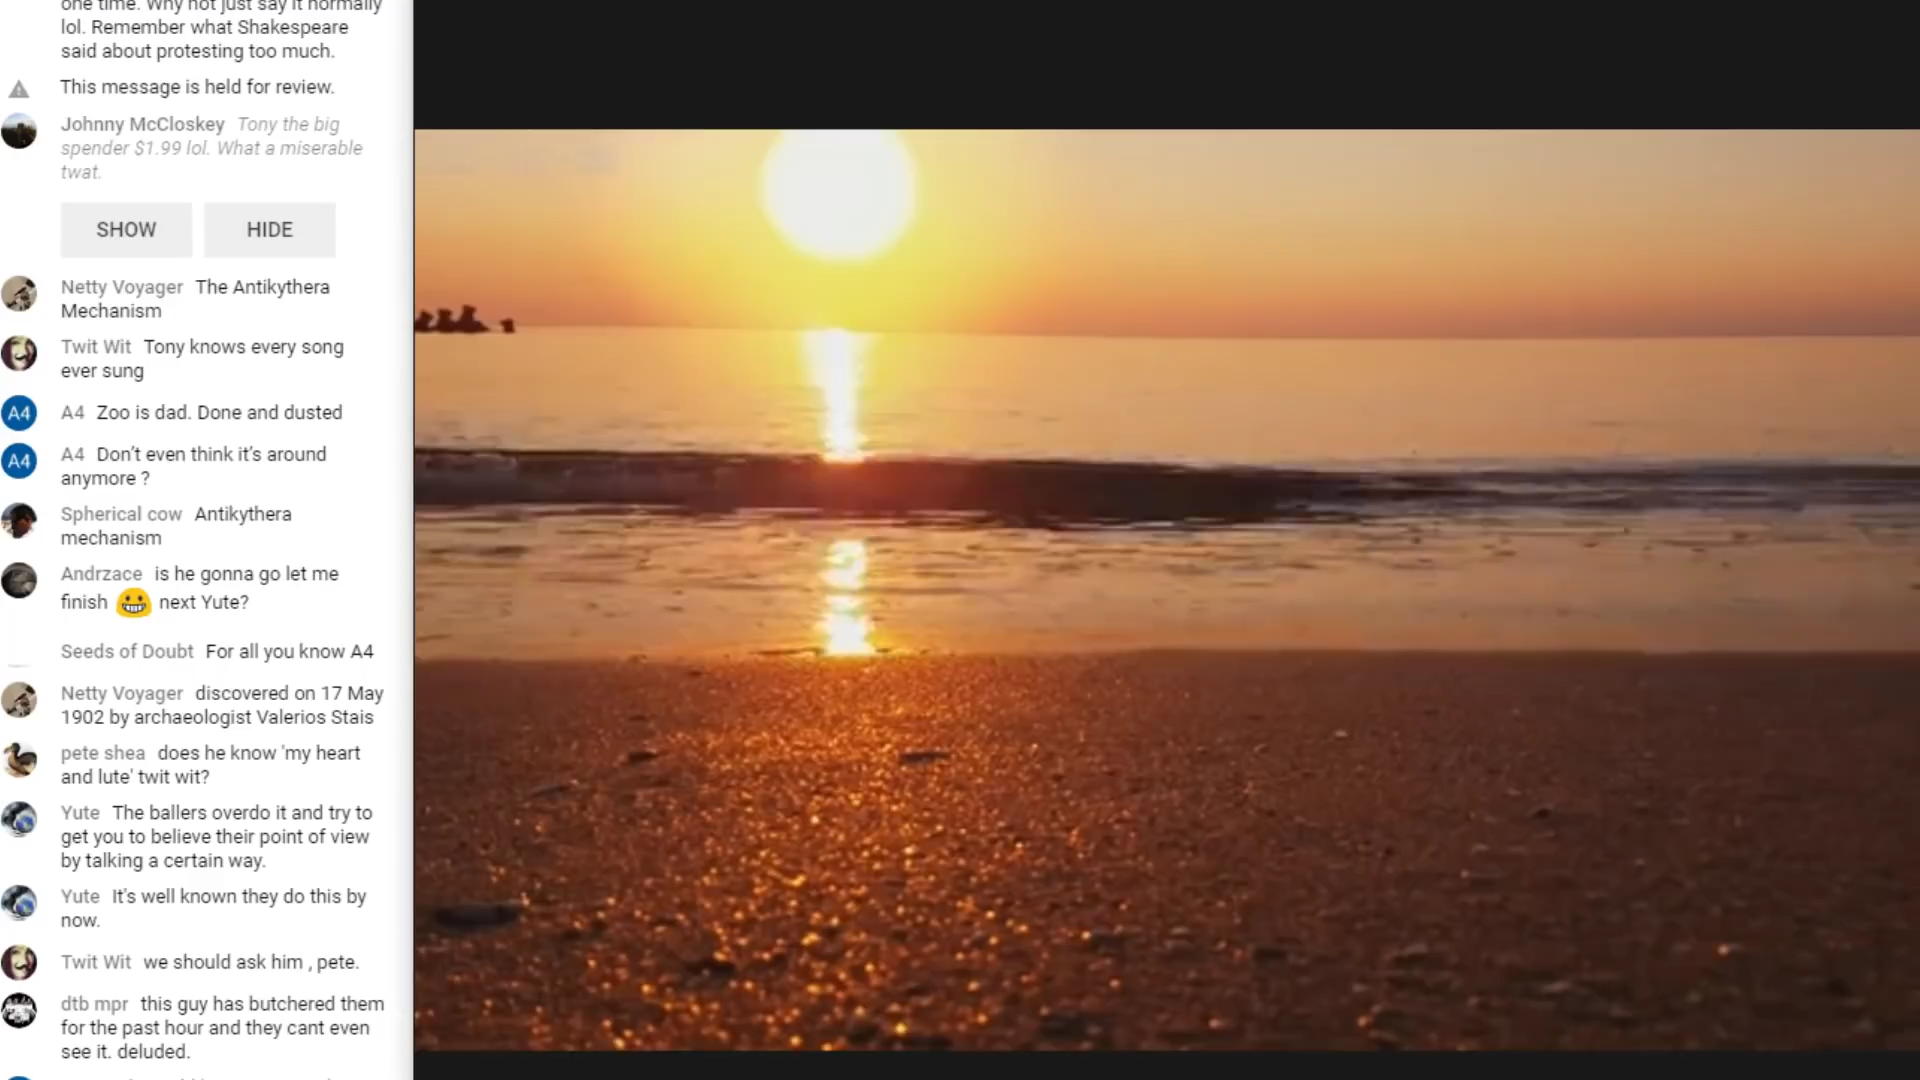 one time. Why not just say it normally
lol. Remember what Shakespeare
said about protesting too much.
This message is held for review.
Johnny McCloskey Tony the big
spender $1.99 lol. What a miserable
twat.
SHOW HIDE
Netty Voyager The Antikythera
Mechanism
Twit Wit Tony knows every song
ever sung
A4 A4 Zoo is dad. Done and dusted
A4 A4 Don’t even think it’s around
anymore ?
Spherical cow Antikythera
mechanism
Andrzace is he gonna go let me
finish 😀 next Yute?
Seeds of Doubt For all you know A4
Netty Voyager discovered on 17 May
1902 by archaeologist Valerios Stais
pete shea does he know 'my heart
and lute' twit wit?
Yute The ballers overdo it and try to
get you to believe their point of view
by talking a certain way.
Yute It's well known they do this by
now.
Twit Wit we should ask him , pete.
dtb mpr this guy has butchered them
for the past hour and they cant even
see it. deluded.